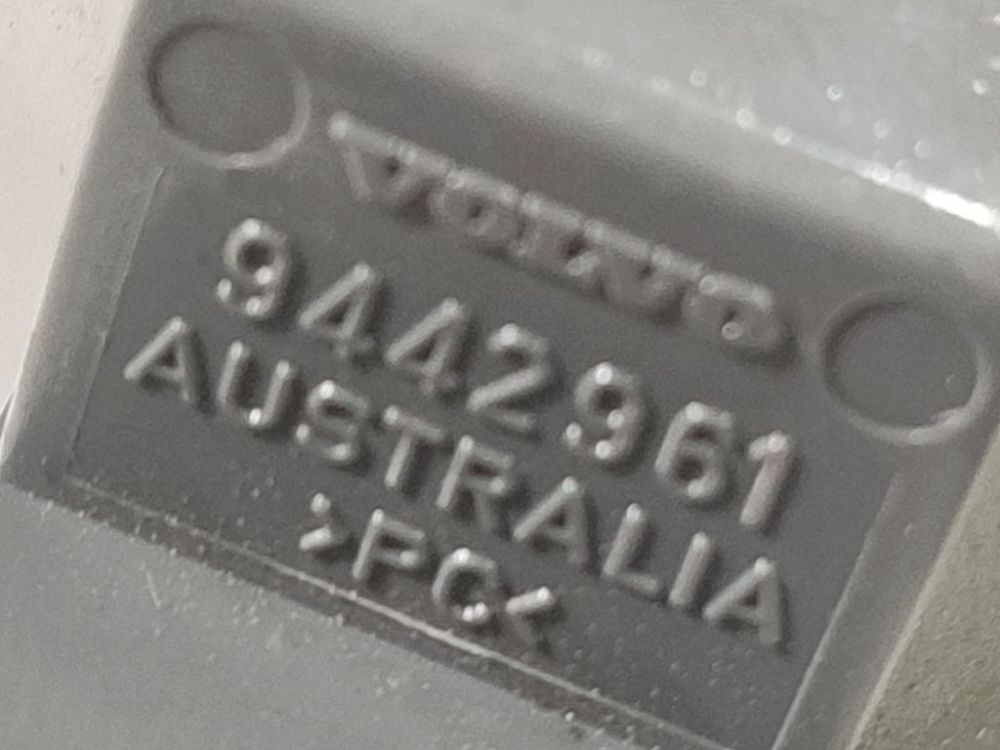 VOLVO
9442961
AUSTRALIA
>PC<